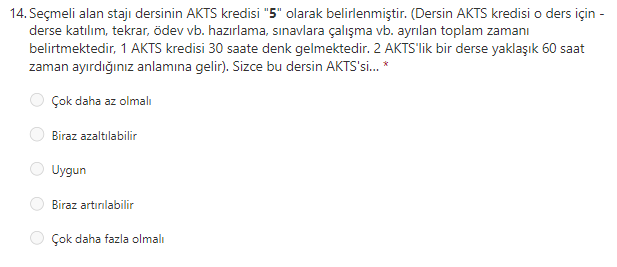 14. Seçmeli alan stajı dersinin AKTS kredisi "5" olarak belirlenmiştir. (Dersin AKTS kredisi o ders için -
derse katılım, tekrar, ödev vb. hazırlama, sınavlara çalışma vb. ayrılan toplam zamanı
belirtmektedir, 1 AKTS kredisi 30 saate denk gelmektedir. 2 AKTS'lik bir derse yaklaşık 60 saat
zaman ayırdığınız anlamına gelir). Sizce bu dersin AKTS'si... *
Çok daha az olmalı
Biraz azaltılabilir
Uygun
Biraz artırılabilir
Çok daha fazla olmalı